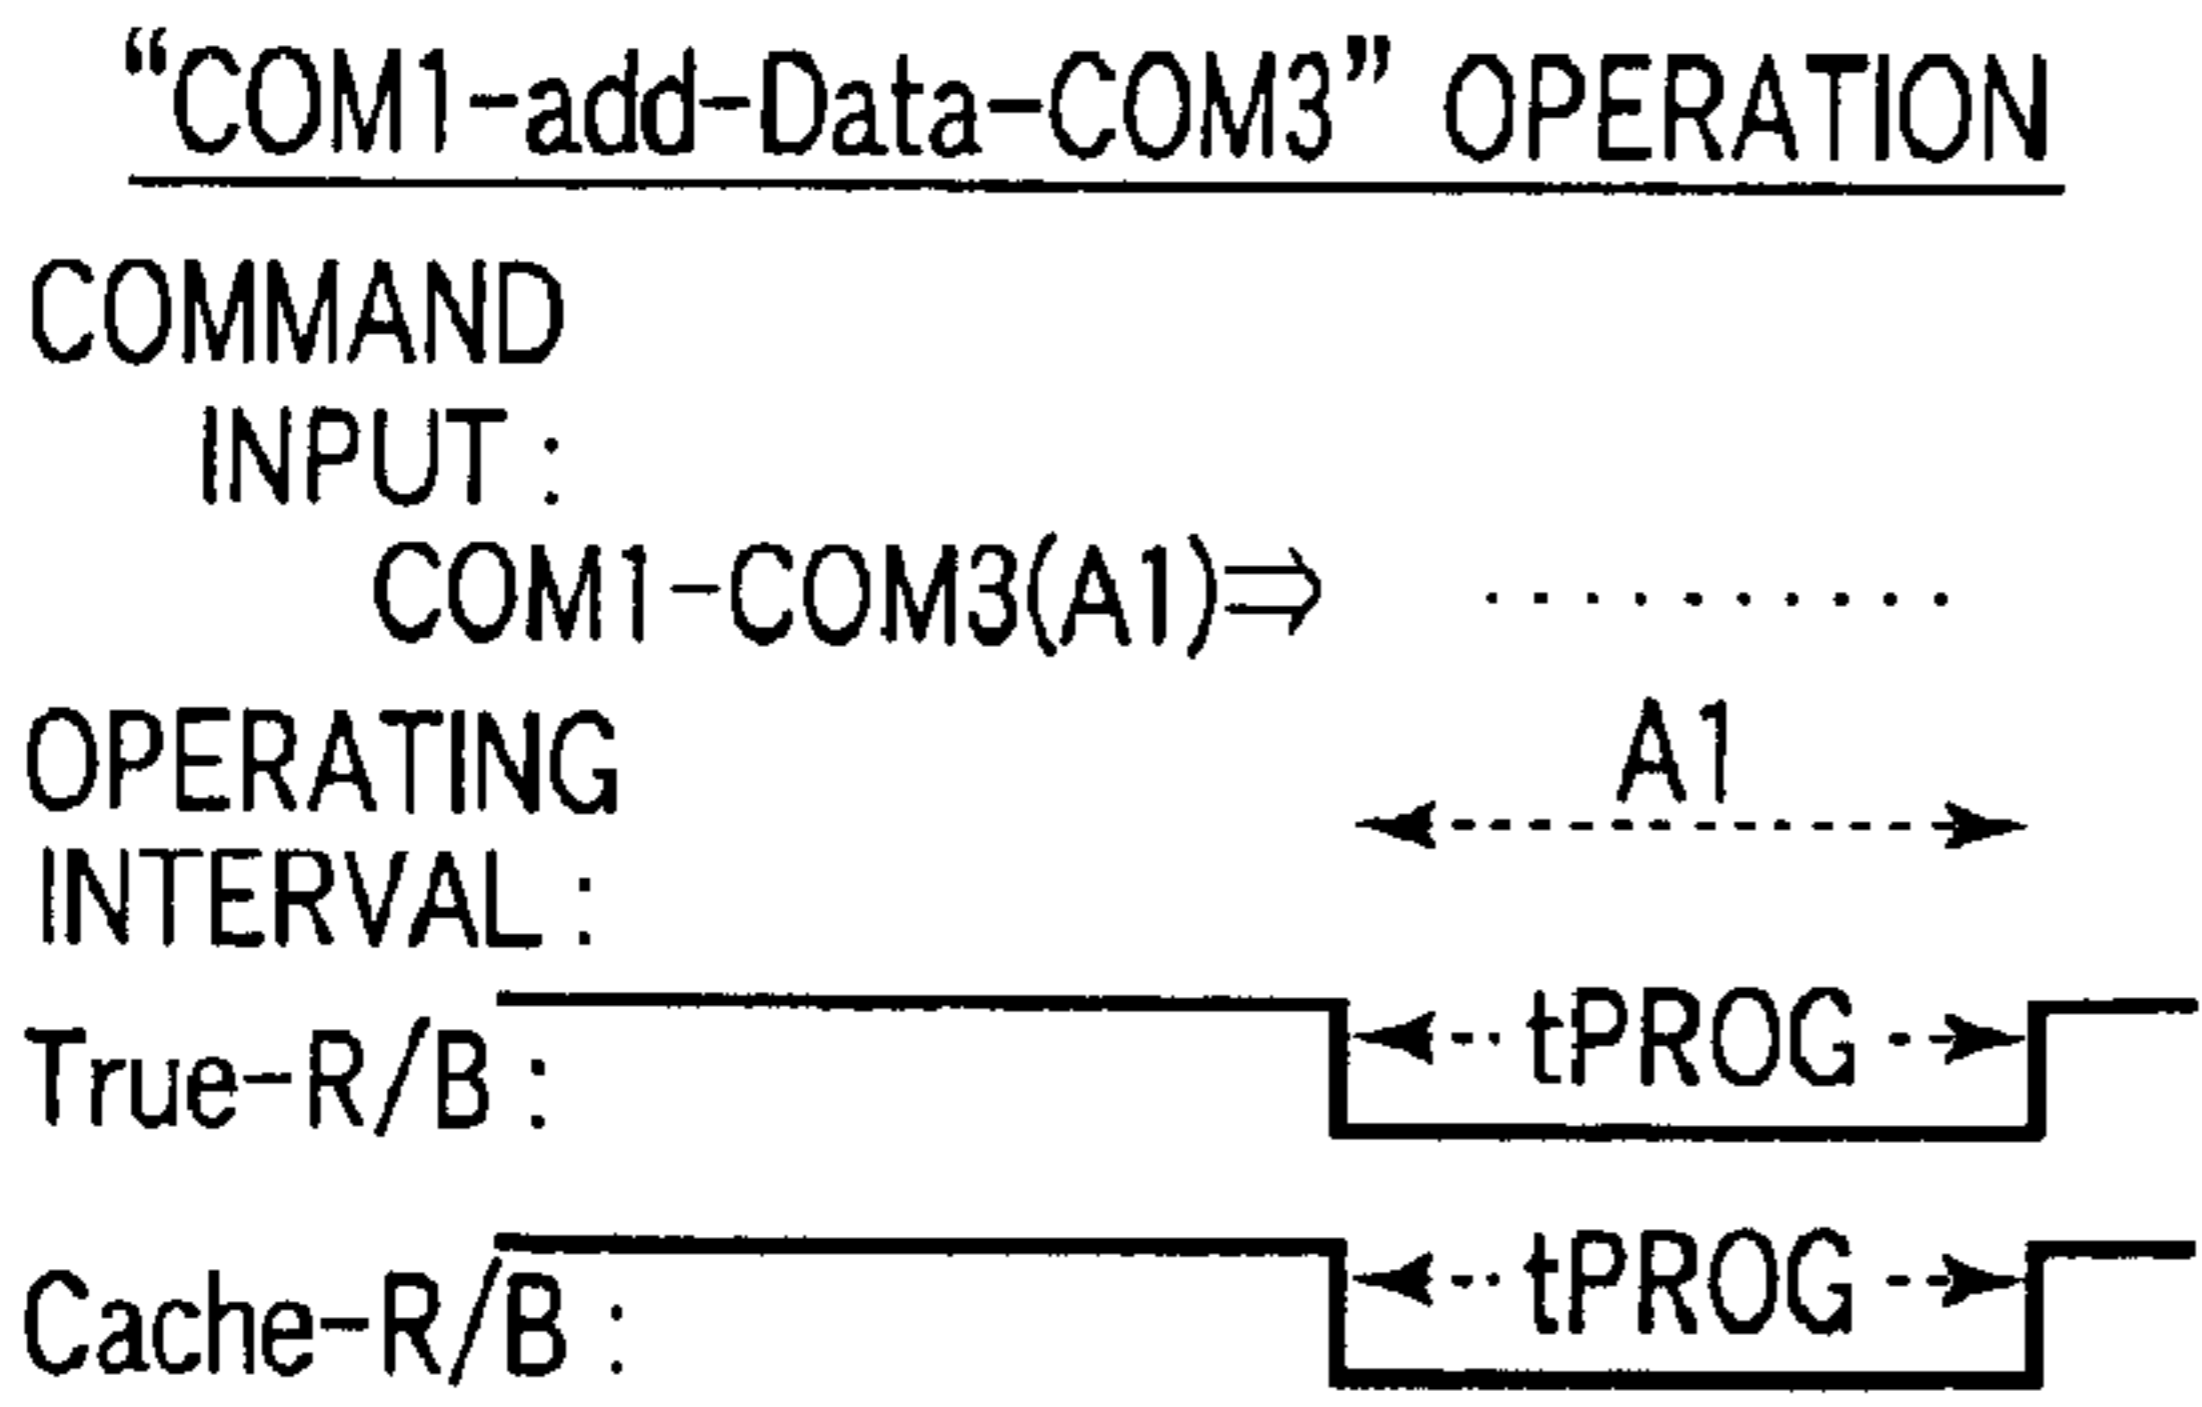 “COM1-add-Data-COM3” OPERATION
COMMAND
INPUT :
COM1-COM3(A1)⇒ ..........
A1
OPERATING
INTERVAL :
tPROG
True-R/B :
tPROG
Cache-R/B :